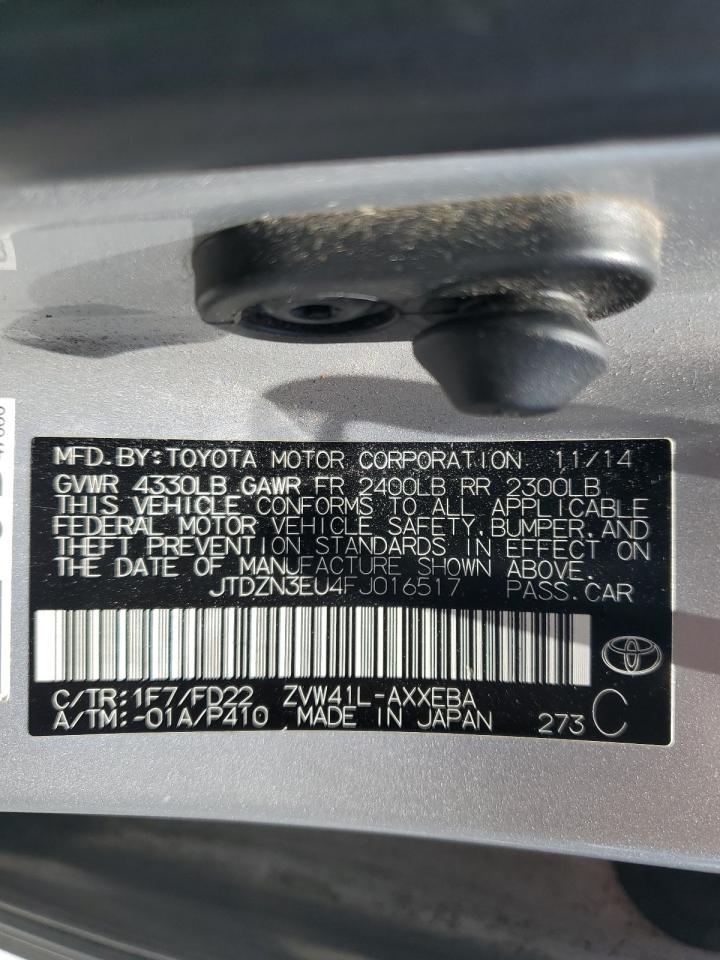 MFD.BY:TOYOTA MOTOR CORPORATION 11/14
GVWR 4330LB GAWR FR 2400LB RR 2300LB
THIS VEHICLE CONFORMS TO ALL APPLICABLE
FEDERAL MOTOR VEHICLE SAFETY,BUMPER,AND
THEFT PREVENTION STANDARDS IN EFFECT ON
THE DATE OF MANUFACTURE SHOWN ABOVE.
JTDZN3EU4FJ016517 PASS.CAR
C/TR:1F7/FD22 ZVW41L-AXXEBA
A/TM:-01A/P410 MADE IN JAPAN 273 C